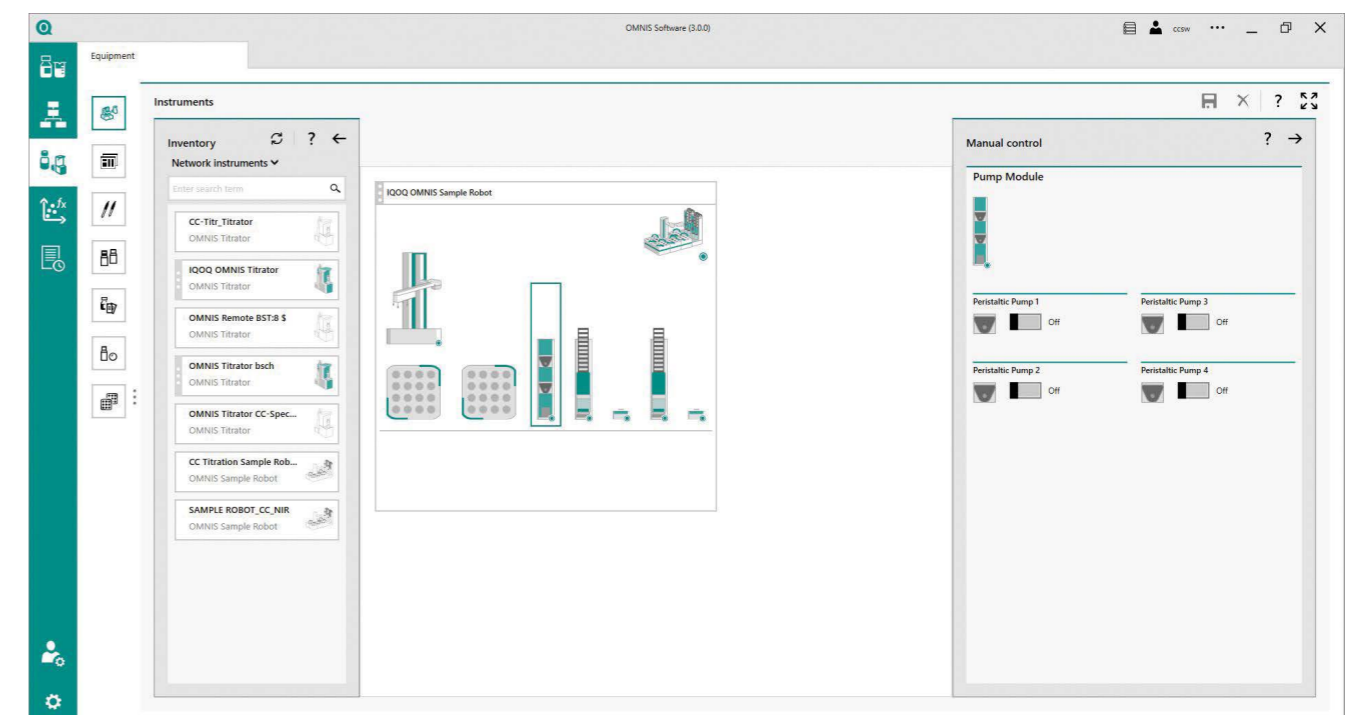 OMNIS Software (3.0.0)
ccsw
Equipment
Instruments
Inventory
Network instruments
Enter search term
CC-Titr_Titrator
OMNIS Titrator
IQOQ OMNIS Titrator
OMNIS Titrator
OMNIS Remote BST:8 $
OMNIS Titrator
OMNIS Titrator bsch
OMNIS Titrator
OMNIS Titrator CC-Spec...
OMNIS Titrator
CC Titration Sample Rob...
OMNIS Sample Robot
SAMPLE ROBOT_CC_NIR
OMNIS Sample Robot
IQOQ OMNIS Sample Robot
Manual control
Pump Module
Peristaltic Pump 1
Off
Peristaltic Pump 3
Off
Peristaltic Pump 2
Off
Peristaltic Pump 4
Off